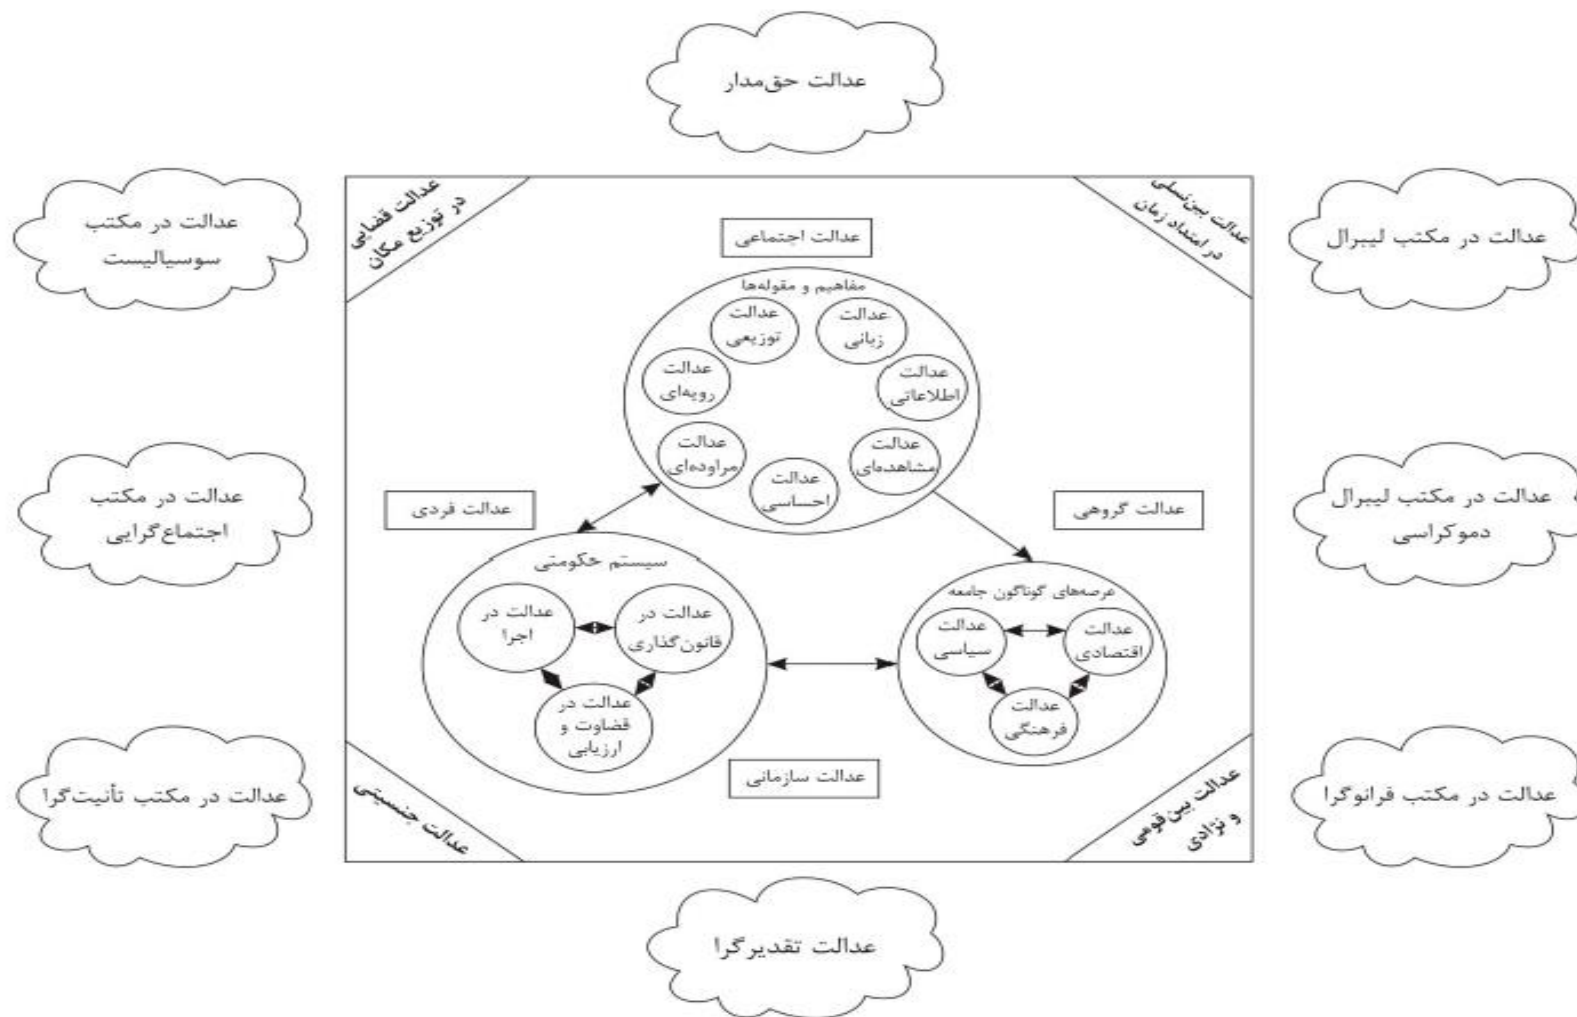 عدالت حق‌مدار
عدالت در مکتب
سوسیالیست
عدالت قضایی
در توزیع مکان
عدالت بین‌نسلی
در امتداد زمان
عدالت در مکتب لیبرال
عدالت اجتماعی
مفاهیم و مقوله‌ها
عدالت
زبانی
عدالت
توزیعی
عدالت
اطلاعاتی
عدالت
رویه‌ای
عدالت
مشاهده‌ای
عدالت
مراوده‌ای
عدالت
احساسی
عدالت در مکتب لیبرال
دموکراسی
عدالت گروهی
عدالت فردی
عدالت در مکتب
اجتماع‌گرایی
سیستم حکومتی
عدالت در
قانون‌گذاری
عدالت در
اجرا
عدالت در
قضاوت و
ارزیابی
عرصه‌های گوناگون جامعه
عدالت
اقتصادی
عدالت
سیاسی
عدالت
فرهنگی
عدالت سازمانی
عدالت در مکتب فرانوگرا
عدالت بین‌قومی
و نژادی
عدالت جنسیتی
عدالت در مکتب تأنیت‌گرا
عدالت تقدیرگرا